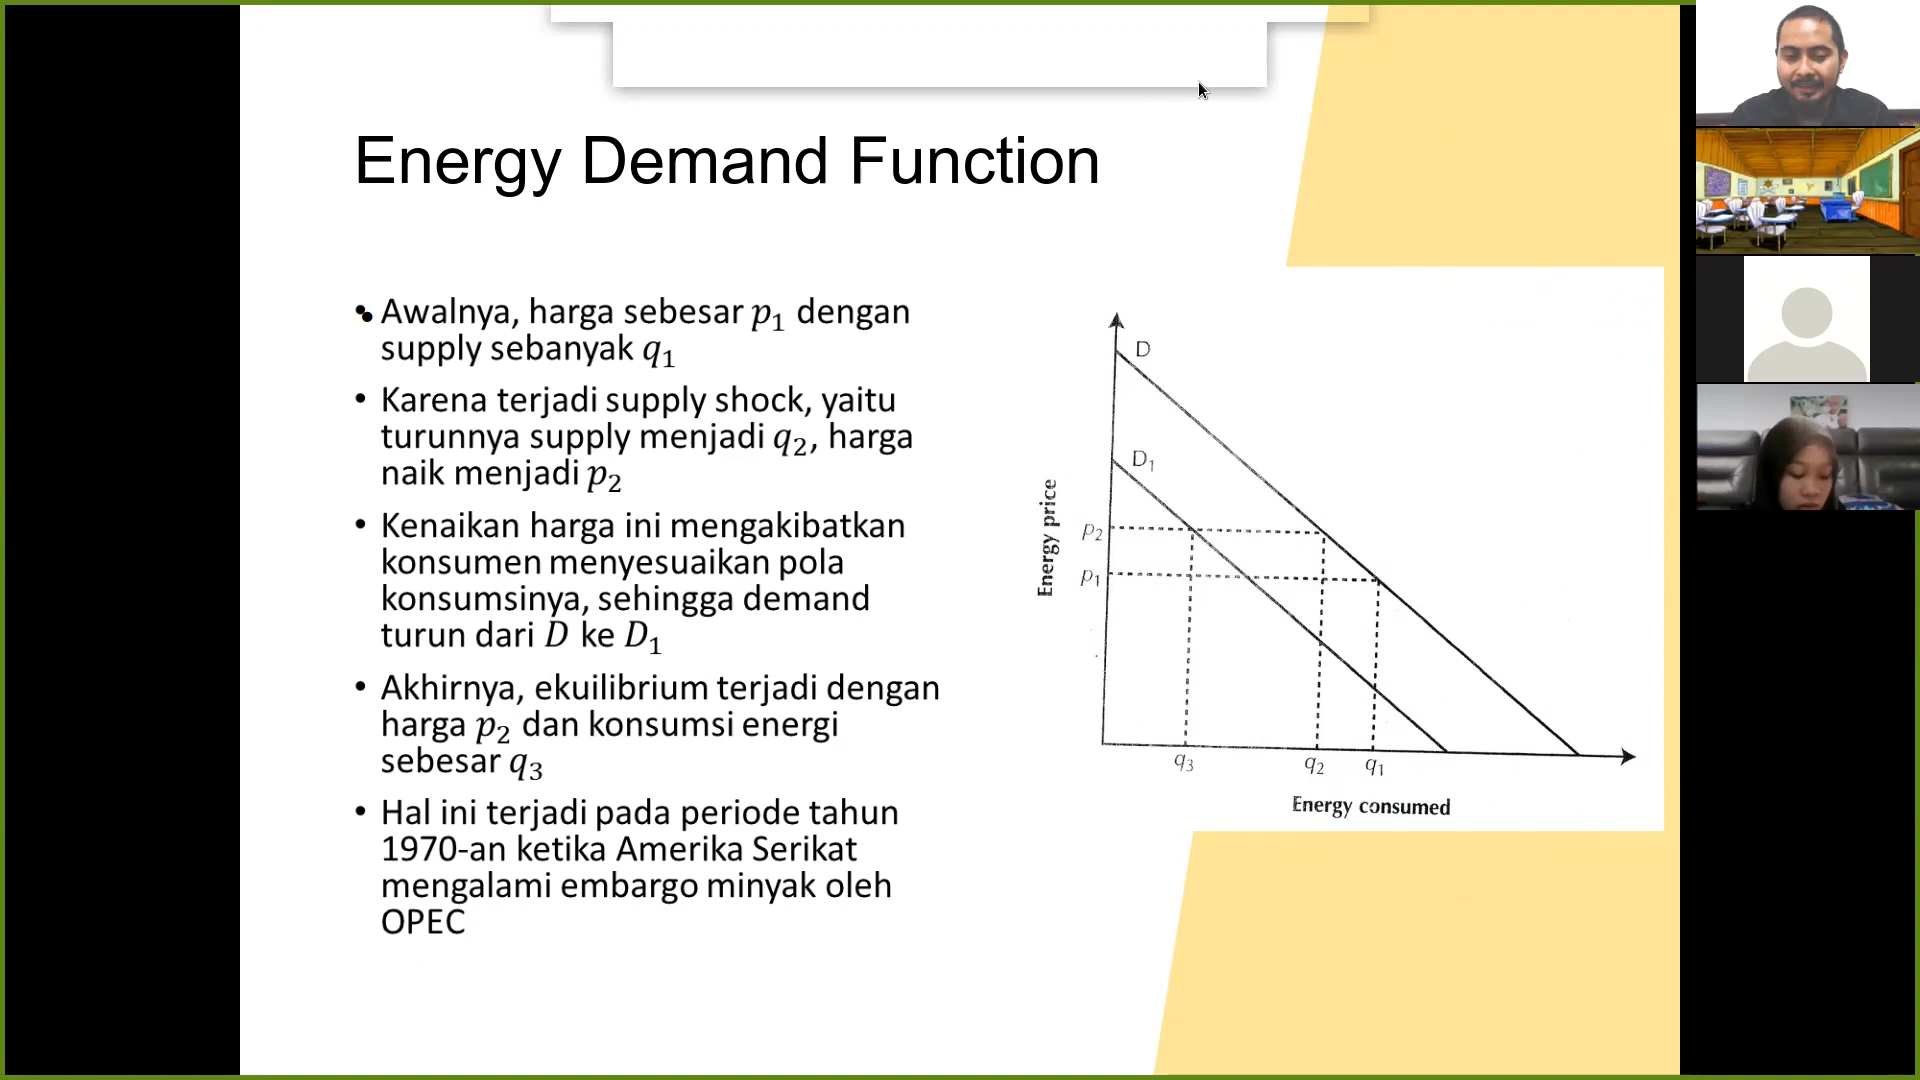 Energy Demand Function
• Awalnya, harga sebesar p₁ dengan
supply sebanyak q₁
• Karena terjadi supply shock, yaitu
turunnya supply menjadi q₂, harga
naik menjadi p₂
• Kenaikan harga ini mengakibatkan
konsumen menyesuaikan pola
konsumsinya, sehingga demand
turun dari D ke D₁
• Akhirnya, ekuilibrium terjadi dengan
harga p₂ dan konsumsi energi
sebesar q₃
• Hal ini terjadi pada periode tahun
1970-an ketika Amerika Serikat
mengalami embargo minyak oleh
OPEC
D
D₁
Energy price
p₂
p₁
q₃ q₂ q₁
Energy consumed